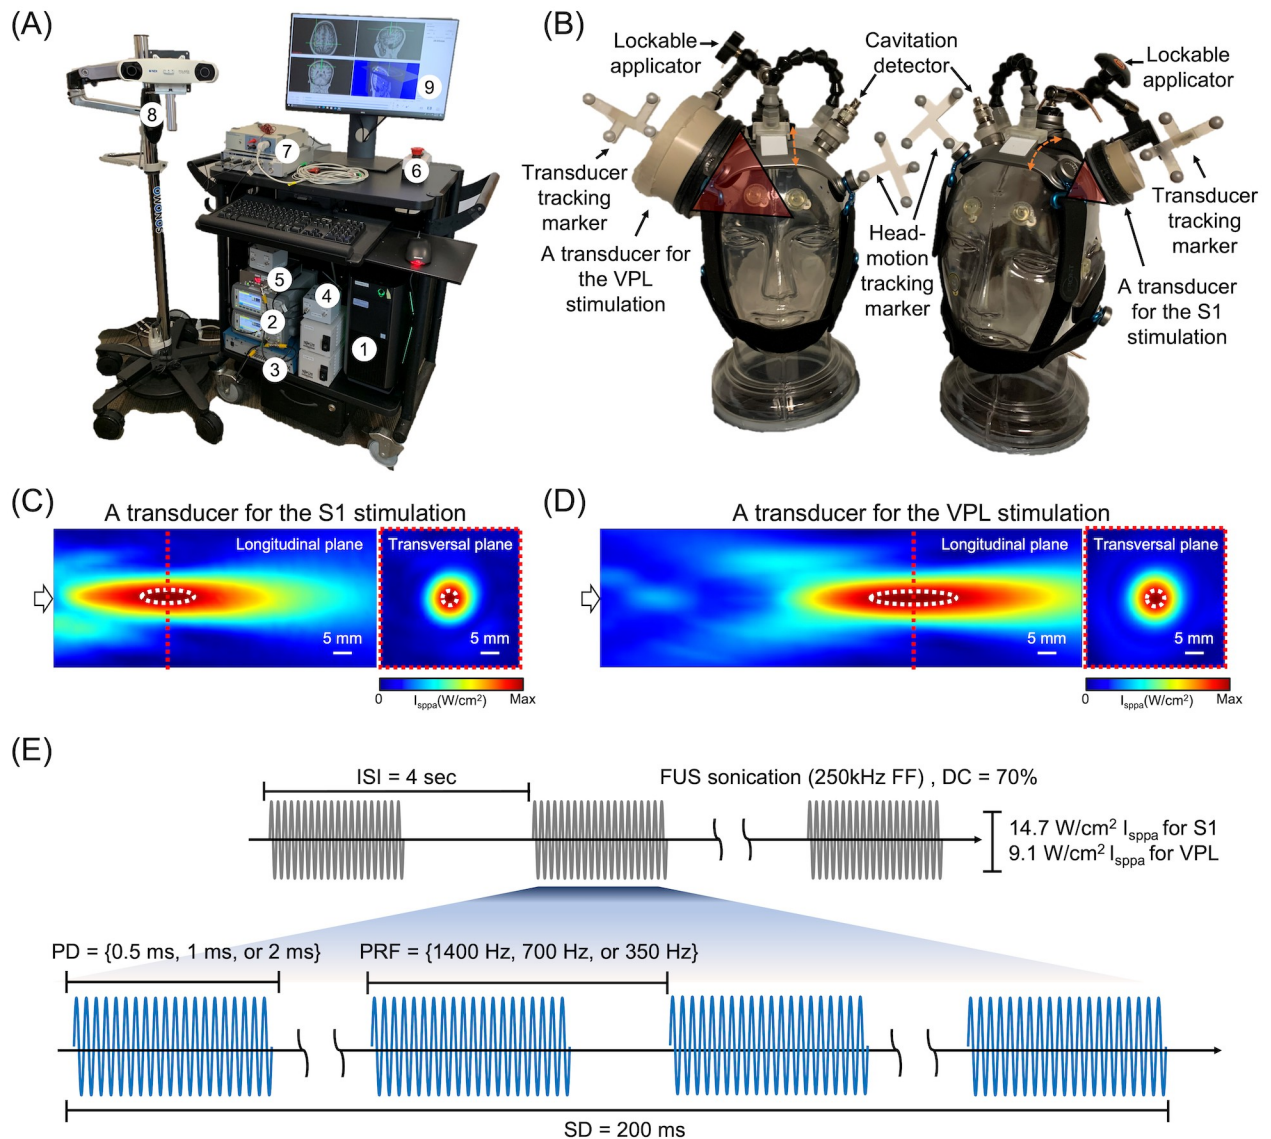 (A)
8
9
7
6
5
4
2
1
3
(B)
Lockable
applicator
Cavitation
detector
Lockable
applicator
Transducer
tracking
marker
A transducer for
the VPL
stimulation
Head-
motion
tracking
marker
Transducer
tracking
marker
A transducer
for the S1
stimulation
(C)
A transducer for the S1 stimulation
Longitudinal plane
Transversal plane
5 mm
5 mm
0
Isppa(W/cm²)
Max
(D)
A transducer for the VPL stimulation
Longitudinal plane
Transversal plane
5 mm
5 mm
0
Isppa(W/cm²)
Max
(E)
ISI = 4 sec
FUS sonication (250kHz FF) , DC = 70%
14.7 W/cm² Isppa for S1
9.1 W/cm² Isppa for VPL
PD = {0.5 ms, 1 ms, or 2 ms}
PRF = {1400 Hz, 700 Hz, or 350 Hz}
SD = 200 ms